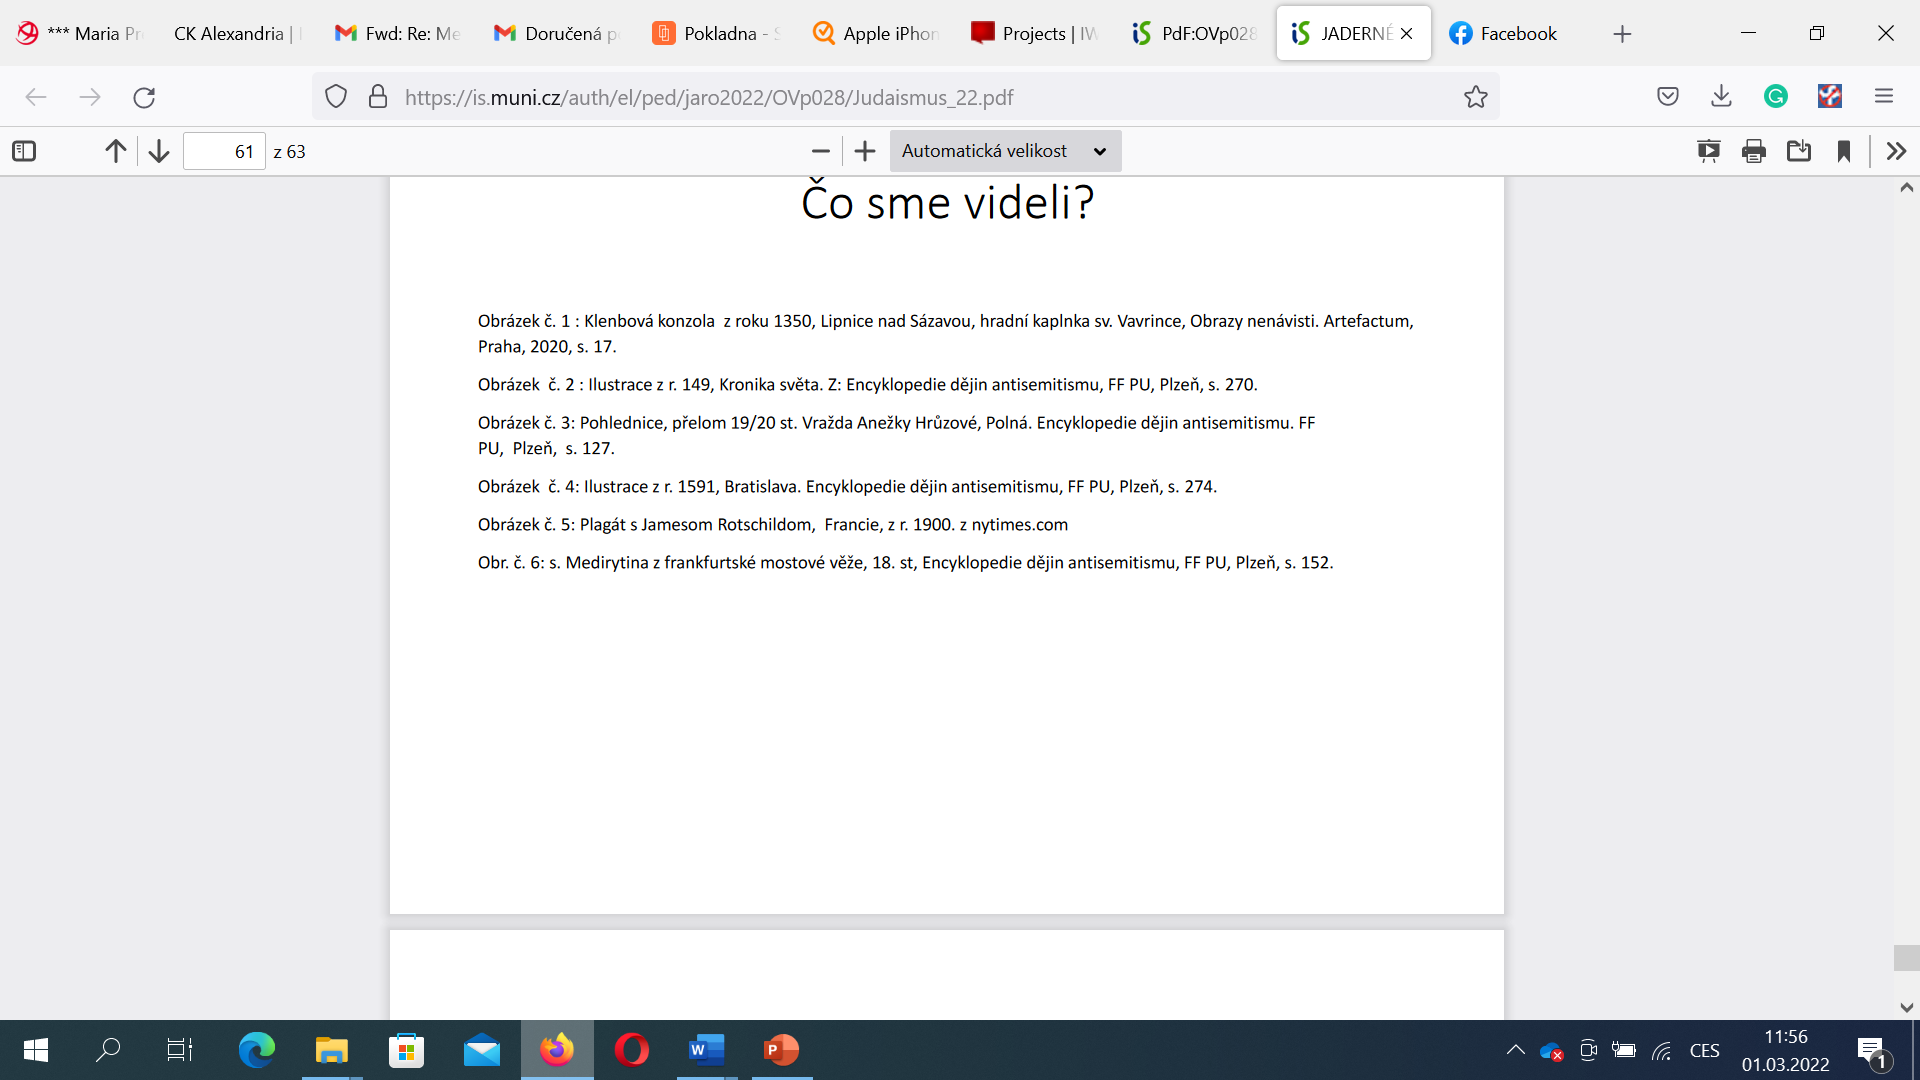 *** Maria Pr
CK Alexandria |
Fwd: Re: Me
Doručená p
Pokladna - S
Apple iPhon
Projects | IW
PdF:OVp028
JADERNÉ
Facebook
https://is.muni.cz/auth/el/ped/jaro2022/OVp028/Judaismus_22.pdf
61 z 63
Automatická velikost
Čo sme videli?
Obrázek č. 1 : Klenbová konzola  z roku 1350, Lipnice nad Sázavou, hradní kaplnka sv. Vavrince, Obrazy nenávisti. Artefactum,
Praha, 2020, s. 17.
Obrázek  č. 2 : Ilustrace z r. 149, Kronika světa. Z: Encyklopedie dějin antisemitismu, FF PU, Plzeň, s. 270.
Obrázek č. 3: Pohlednice, přelom 19/20 st. Vražda Anežky Hrůzové, Polná. Encyklopedie dějin antisemitismu. FF
PU,  Plzeň,  s. 127.
Obrázek  č. 4: Ilustrace z r. 1591, Bratislava. Encyklopedie dějin antisemitismu, FF PU, Plzeň, s. 274.
Obrázek č. 5: Plagát s Jamesom Rotschildom,  Francie, z r. 1900. z nytimes.com
Obr. č. 6: s. Medirytina z frankfurtské mostové věže, 18. st, Encyklopedie dějin antisemitismu, FF PU, Plzeň, s. 152.
CES
11:56
01.03.2022
1